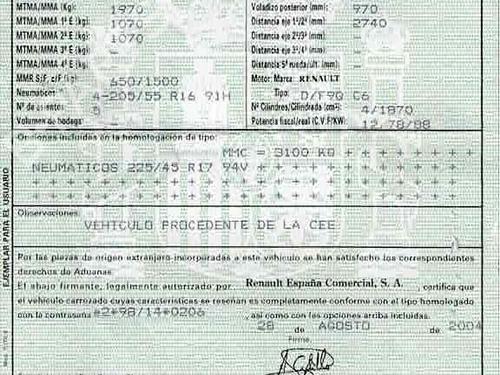 MTMA/MMA (Kg): 1970 Voladizo posterior (mm): 970
MTMA/MMA 1º E (kg): 1070 Distancia eje 1º/2º (mm): 2740
MTMA/MMA 2º E (kg): 1070 Distancia eje 2º/3º (mm): -
MTMA/MMA 3º E (kg): - Distancia eje 3º/4º (mm): -
MTMA/MMA 4º E (kg): - Distancia 5ª rueda/ult. (mm): -
MMR S/F, c/F (kg): 650/1500 Motor: Marca: RENAULT
Neumáticos: 4-205/55 R16 91H Tipo: D/F9Q C6
Nº de asientos: Nº Cilindros/Cilindrada (cm³): 4/1870
Volumen de bodega: - Potencia fiscal/real (C.V.F/KW): 12,78/88
Opciones incluidas en la homologación de tipo:
MMC = 3100 KG + + + + + + + +
NEUMATICOS 225/45 R17 94V + + + + + + + + +
Observaciones:
VEHICULO PROCEDENTE DE LA CEE
Por las piezas de origen extranjero incorporadas a este vehículo se han satisfecho los correspondientes
derechos de Aduanas.
El abajo firmante, legalmente autorizado por Renault España Comercial, S. A. , certifica que
el vehículo carrozado cuyas características se reseñan es completamente conforme con el tipo homologado
con la contraseña *2*98/14*0206 , así como con las opciones arriba incluidas.
28 de AGOSTO de 2004
Firma:
EJEMPLAR PARA EL USUARIO